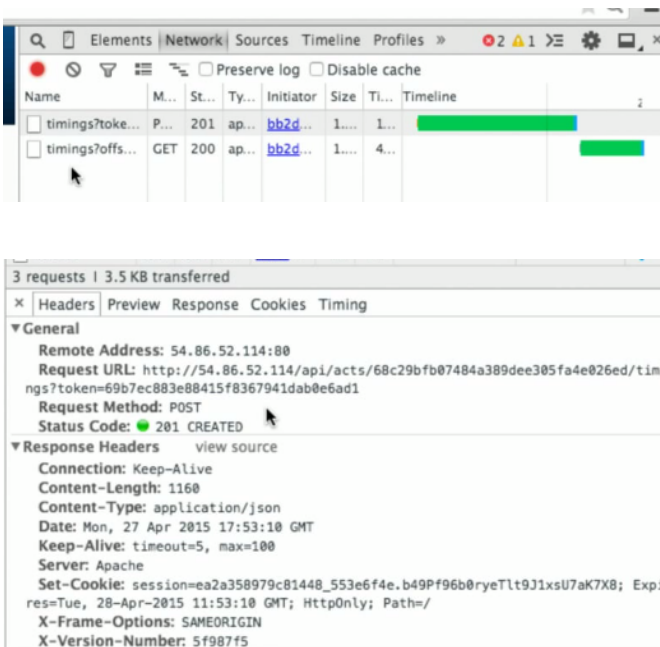 Elements Network Sources Timeline Profiles » 2 1
Preserve log Disable cache
Name M... St... Ty... Initiator Size Ti... Timeline
timings?toke... P... 201 ap... bb2d... 1.... 1...
timings?offs... GET 200 ap... bb2d... 1.... 4...
3 requests | 3.5 KB transferred
× Headers Preview Response Cookies Timing
▼General
Remote Address: 54.86.52.114:80
Request URL: http://54.86.52.114/api/acts/68c29bfb07484a389dee305fa4e026ed/tim
ngs?token=69b7ec883e88415f8367941dab0e6ad1
Request Method: POST
Status Code: 201 CREATED
▼Response Headers view source
Connection: Keep-Alive
Content-Length: 1160
Content-Type: application/json
Date: Mon, 27 Apr 2015 17:53:10 GMT
Keep-Alive: timeout=5, max=100
Server: Apache
Set-Cookie: session=ea2a358979c81448_553e6f4e.b49Pf96b0ryeTlt9J1xsU7aK7X8; Expi
res=Tue, 28-Apr-2015 11:53:10 GMT; HttpOnly; Path=/
X-Frame-Options: SAMEORIGIN
X-Version-Number: 5f987f5